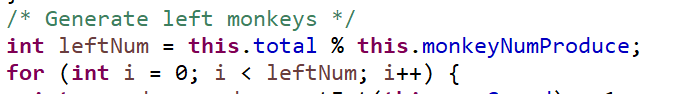 /* Generate left monkeys */
int leftNum = this.total % this.monkeyNumProduce;
for (int i = 0; i < leftNum; i++) {